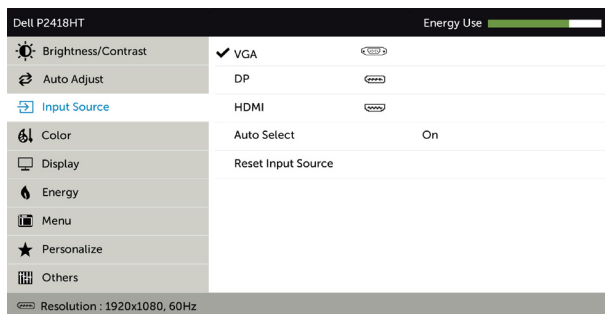 Dell P2418HT Energy Use
Brightness/Contrast VGA
Auto Adjust DP
Input Source HDMI
Color Auto Select On
Display Reset Input Source
Energy
Menu
Personalize
Others
Resolution : 1920x1080, 60Hz